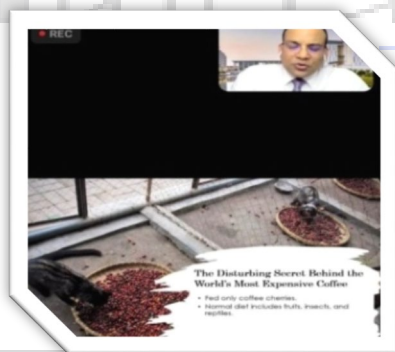 REC
The Disturbing Secret Behind the
World's Most Expensive Coffee
• Fed only coffee cherries.
• Normal diet includes fruits, insects, and
reptiles.